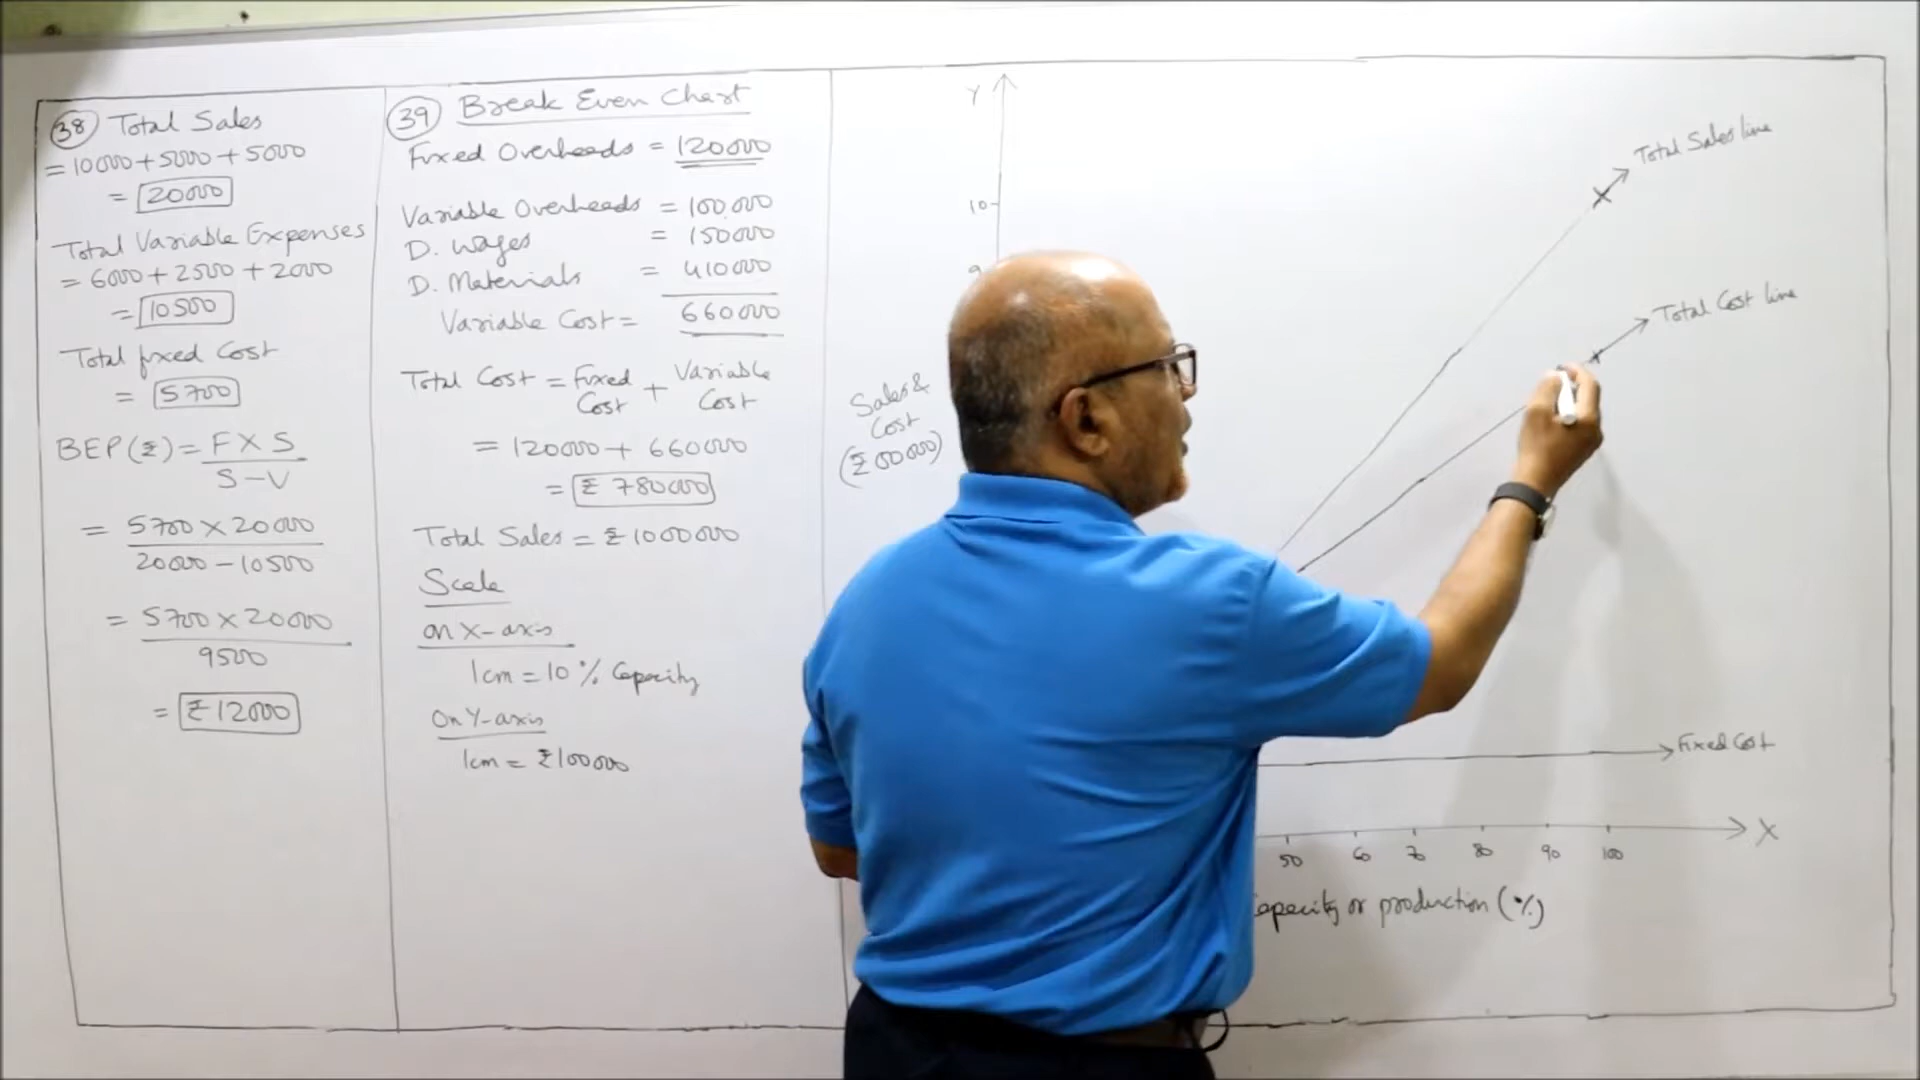 38 Total Sales
= 10000 + 5000 + 5000
= 20000
Total Variable Expenses
= 6000 + 2500 + 2000
= 10500
Total fixed Cost
= 5700
BEP (₹) = F X S
S - V
= 5700 X 20000
20000 - 10500
= 5700 X 20000
9500
= ₹ 12000
39 Break Even Chart
Fixed Overheads = 120000
Variable Overheads = 100000
D. Wages = 150000
D. Materials = 410000
Variable Cost = 660000
Total Cost = Fixed Cost + Variable Cost
= 120000 + 660000
= ₹ 780000
Total Sales = ₹ 1000000
Scale
on X-axis
1cm = 10 % Capacity
On Y-axis
1cm = ₹ 100000
Y
10
9
Sales &
Cost
(₹ 00000)
Total Sales line
Total Cost line
Fixed Cost
X
50 60 70 80 90 100
apacity or production (%)